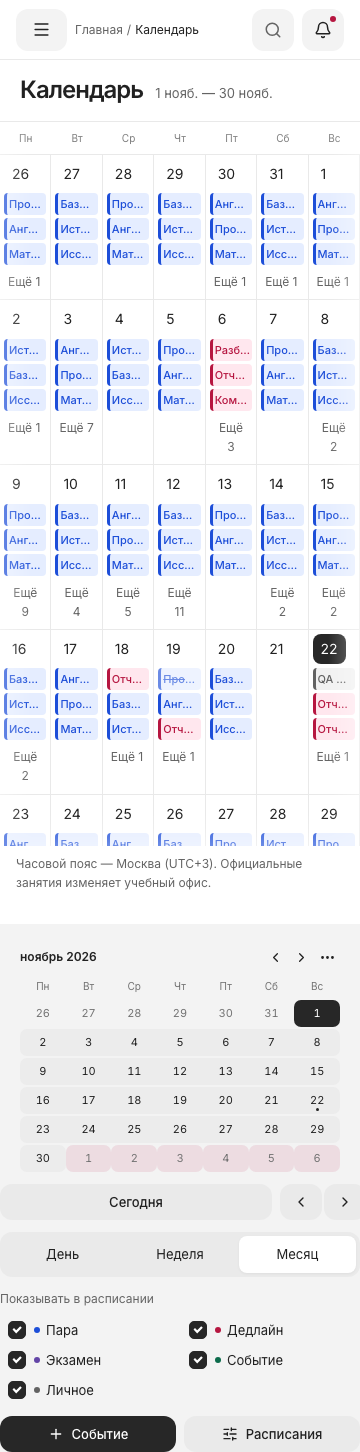 Главная / Календарь
Календарь 1 нояб. — 30 нояб.
Пн Вт Ср Чт Пт Сб Вс
26 27 28 29 30 31 1
Про... Баз... Про... Баз... Анг... Баз... Анг...
Анг... Ист... Анг... Ист... Про... Ист... Про...
Мат... Исс... Мат... Исс... Мат... Исс... Мат...
Ещё 1 Ещё 1 Ещё 1 Ещё 1
2 3 4 5 6 7 8
Ист... Анг... Ист... Про... Разб... Про... Баз...
Баз... Про... Баз... Анг... Отч... Анг... Ист...
Исс... Мат... Исс... Мат... Ком... Мат... Исс...
Ещё 1 Ещё 7 Ещё 3 Ещё 2
9 10 11 12 13 14 15
Про... Баз... Анг... Баз... Про... Баз... Про...
Анг... Ист... Про... Ист... Анг... Ист... Анг...
Мат... Исс... Мат... Исс... Мат... Исс... Мат...
Ещё 9 Ещё 4 Ещё 5 Ещё 11 Ещё 2 Ещё 2
16 17 18 19 20 21 22
Баз... Анг... Отч... Про... Баз... QA ...
Ист... Про... Баз... Анг... Ист... Отч...
Исс... Мат... Ист... Отч... Исс... Отч...
Ещё 2 Ещё 1 Ещё 1 Ещё 1
23 24 25 26 27 28 29
Анг... Баз... Анг... Баз... Про... Ист... Про...
Часовой пояс — Москва (UTC+3). Официальные
занятия изменяет учебный офис.
ноябрь 2026
Пн Вт Ср Чт Пт Сб Вс
26 27 28 29 30 31 1
2 3 4 5 6 7 8
9 10 11 12 13 14 15
16 17 18 19 20 21 22
23 24 25 26 27 28 29
30 1 2 3 4 5 6
Сегодня
День Неделя Месяц
Показывать в расписании
Пара Дедлайн
Экзамен Событие
Личное
Событие Расписания